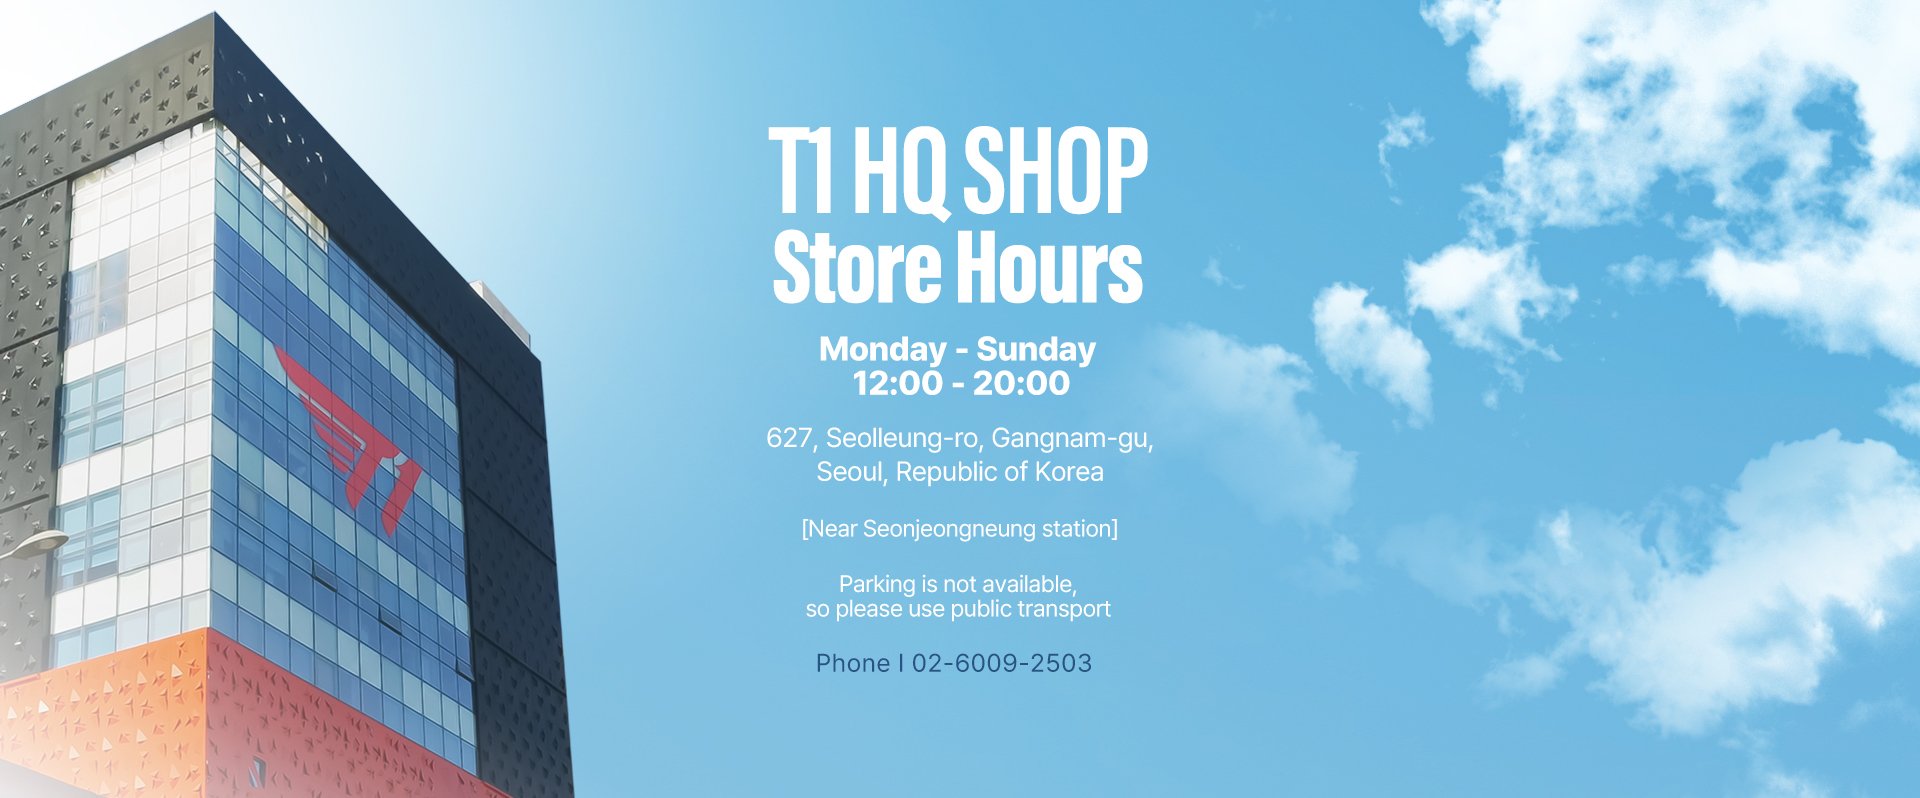 T1 HQ SHOP
Store Hours
Monday - Sunday
12:00 - 20:00
627, Seolleung-ro, Gangnam-gu,
Seoul, Republic of Korea
[Near Seonjeongneung station]
Parking is not available,
so please use public transport
Phone l 02-6009-2503
T1